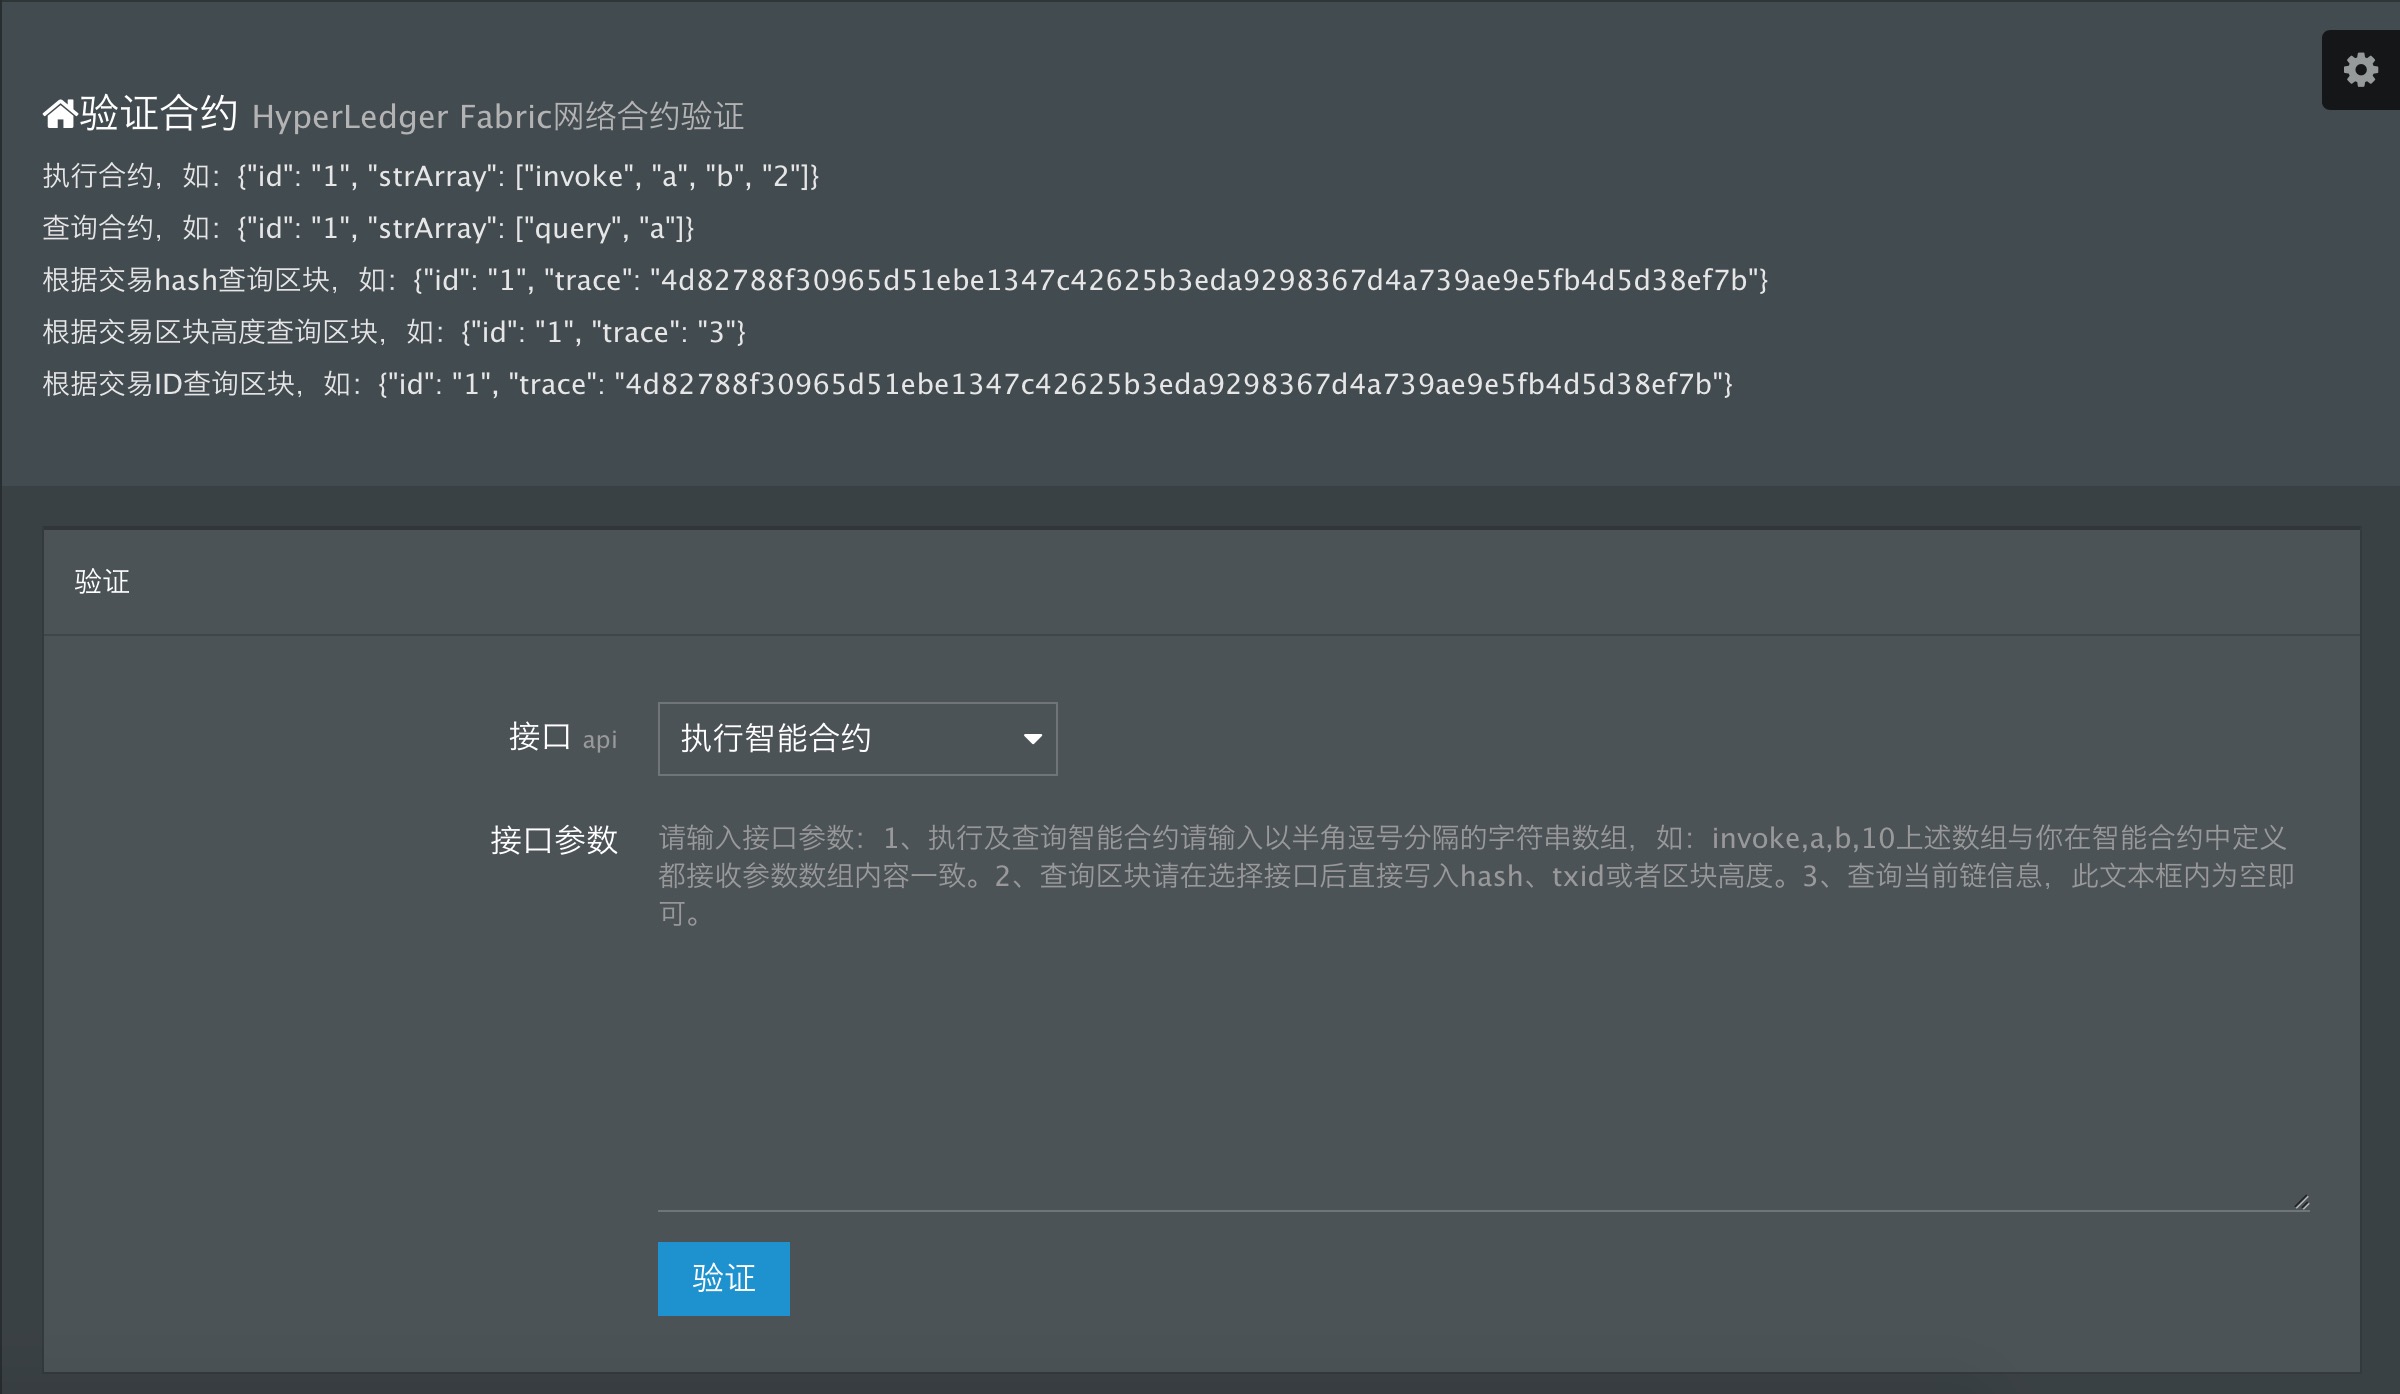 验证合约 HyperLedger Fabric网络合约验证
执行合约，如：{"id": "1", "strArray": ["invoke", "a", "b", "2"]}
查询合约，如：{"id": "1", "strArray": ["query", "a"]}
根据交易hash查询区块，如：{"id": "1", "trace": "4d82788f30965d51ebe1347c42625b3eda9298367d4a739ae9e5fb4d5d38ef7b"}
根据交易区块高度查询区块，如：{"id": "1", "trace": "3"}
根据交易ID查询区块，如：{"id": "1", "trace": "4d82788f30965d51ebe1347c42625b3eda9298367d4a739ae9e5fb4d5d38ef7b"}
验证
接口 api 执行智能合约
接口参数 请输入接口参数：1、执行及查询智能合约请输入以半角逗号分隔的字符串数组，如：invoke,a,b,10上述数组与你在智能合约中定义
都接收参数数组内容一致。2、查询区块请在选择接口后直接写入hash、txid或者区块高度。3、查询当前链信息，此文本框内为空即
可。
验证